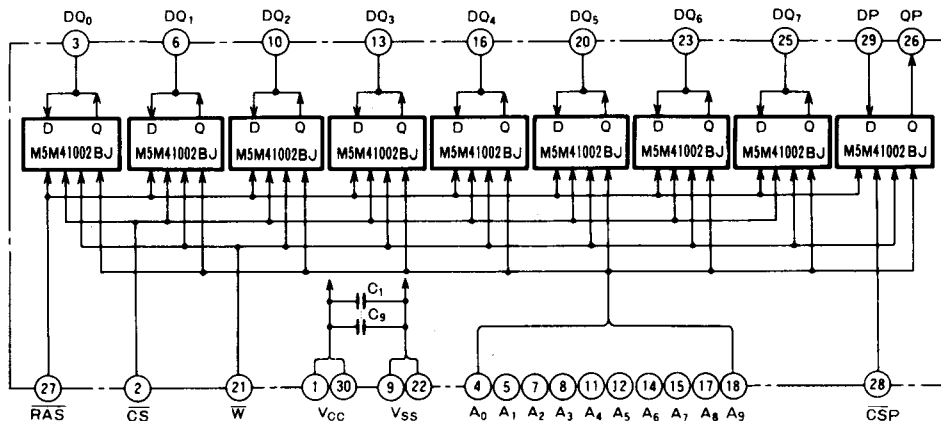 DQ₀ DQ₁ DQ₂ DQ₃ DQ₄ DQ₅ DQ₆ DQ₇ DP QP
3 6 10 13 16 20 23 25 29 26
D Q D Q D Q D Q D Q D Q D Q D Q D Q
M5M41002BJ M5M41002BJ M5M41002BJ M5M41002BJ M5M41002BJ M5M41002BJ M5M41002BJ M5M41002BJ M5M41002BJ
C₁
C₉
27 2 21 1 30 9 22 4 5 7 8 11 12 14 15 17 18 28
R̅A̅S̅ C̅S̅ W̅ VCC VSS A₀ A₁ A₂ A₃ A₄ A₅ A₆ A₇ A₈ A₉ C̅S̅P